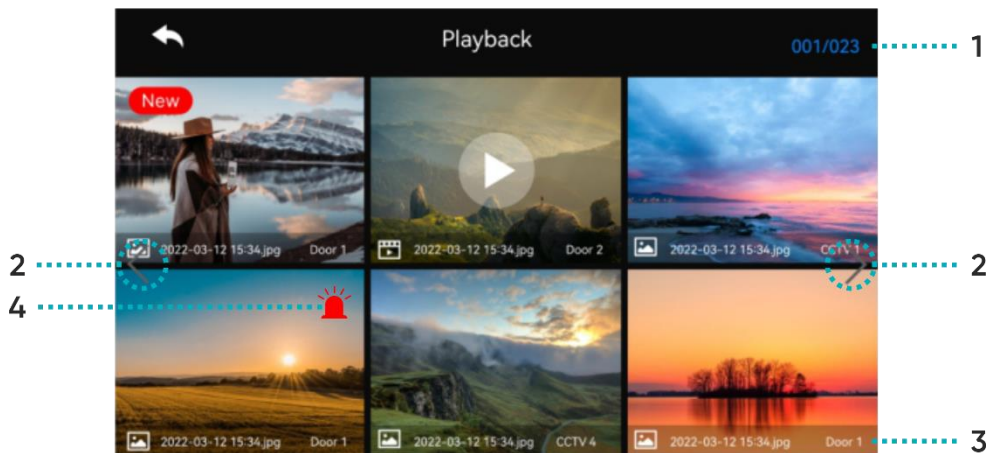 Playback
001/023
1
New
2022-03-12 15:34.jpg Door 1
2022-03-12 15:34.jpg Door 2
2022-03-12 15:34.jpg CCTV 1
2
2
4
2022-03-12 15:34.jpg Door 1
2022-03-12 15:34.jpg CCTV 4
2022-03-12 15:34.jpg Door 1
3